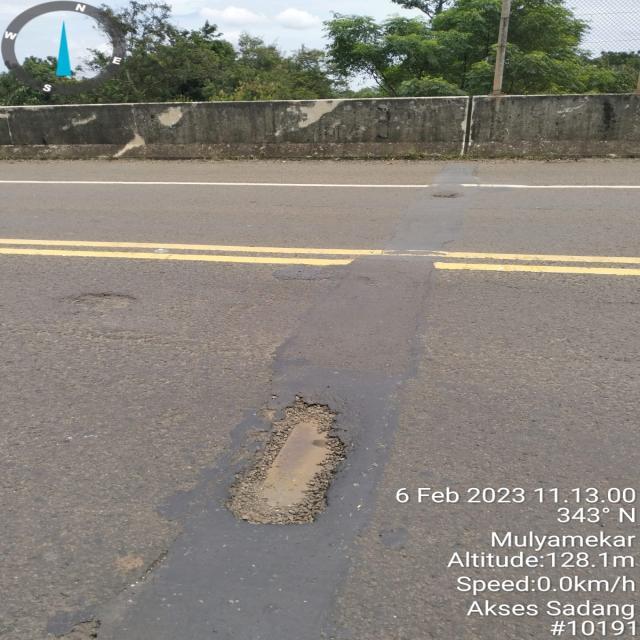 N
W
E
S
6 Feb 2023 11.13.00
343° N
Mulyamekar
Altitude:128.1m
Speed:0.0km/h
Akses Sadang
#10191